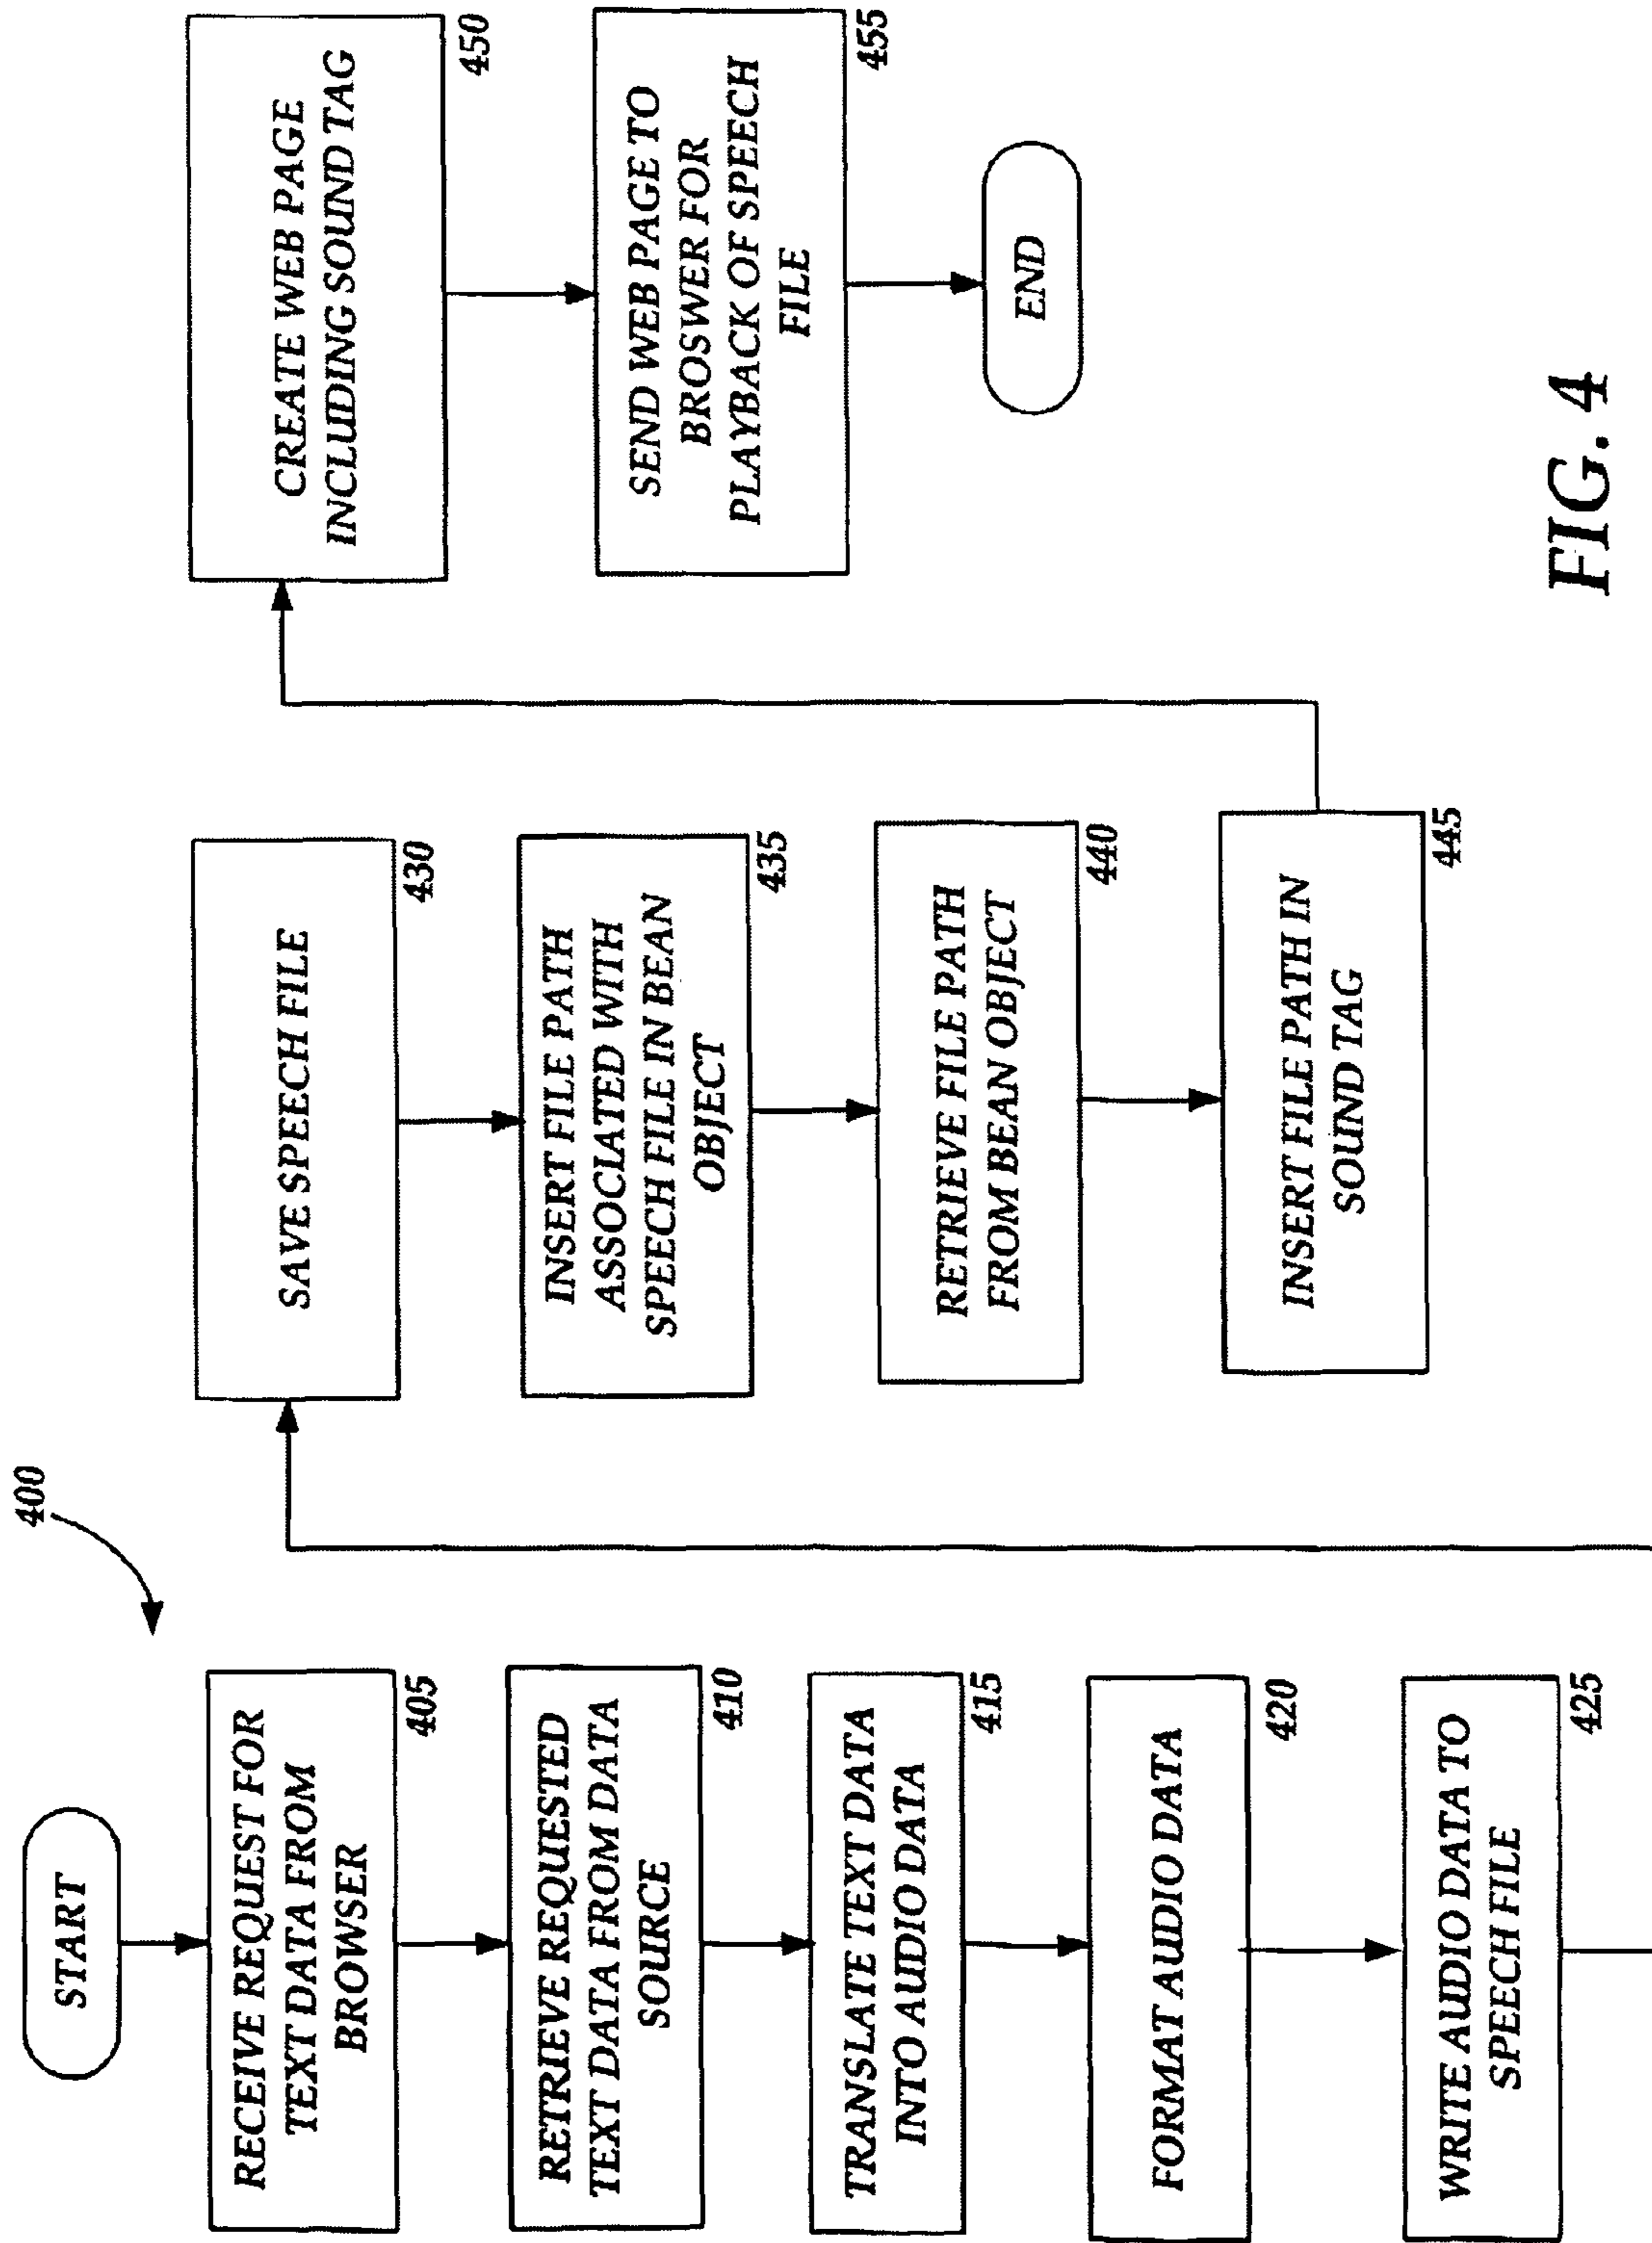 400
START
RECEIVE REQUEST FOR
TEXT DATA FROM
BROWSER
405
RETRIEVE REQUESTED
TEXT DATA FROM DATA
SOURCE
410
TRANSLATE TEXT DATA
INTO AUDIO DATA
415
FORMAT AUDIO DATA
420
WRITE AUDIO DATA TO
SPEECH FILE
425
SAVE SPEECH FILE
430
INSERT FILE PATH
ASSOCIATED WITH
SPEECH FILE IN BEAN
OBJECT
435
RETRIEVE FILE PATH
FROM BEAN OBJECT
440
INSERT FILE PATH IN
SOUND TAG
445
CREATE WEB PAGE
INCLUDING SOUND TAG
450
SEND WEB PAGE TO
BROSWER FOR
PLAYBACK OF SPEECH
FILE
455
END
FIG. 4